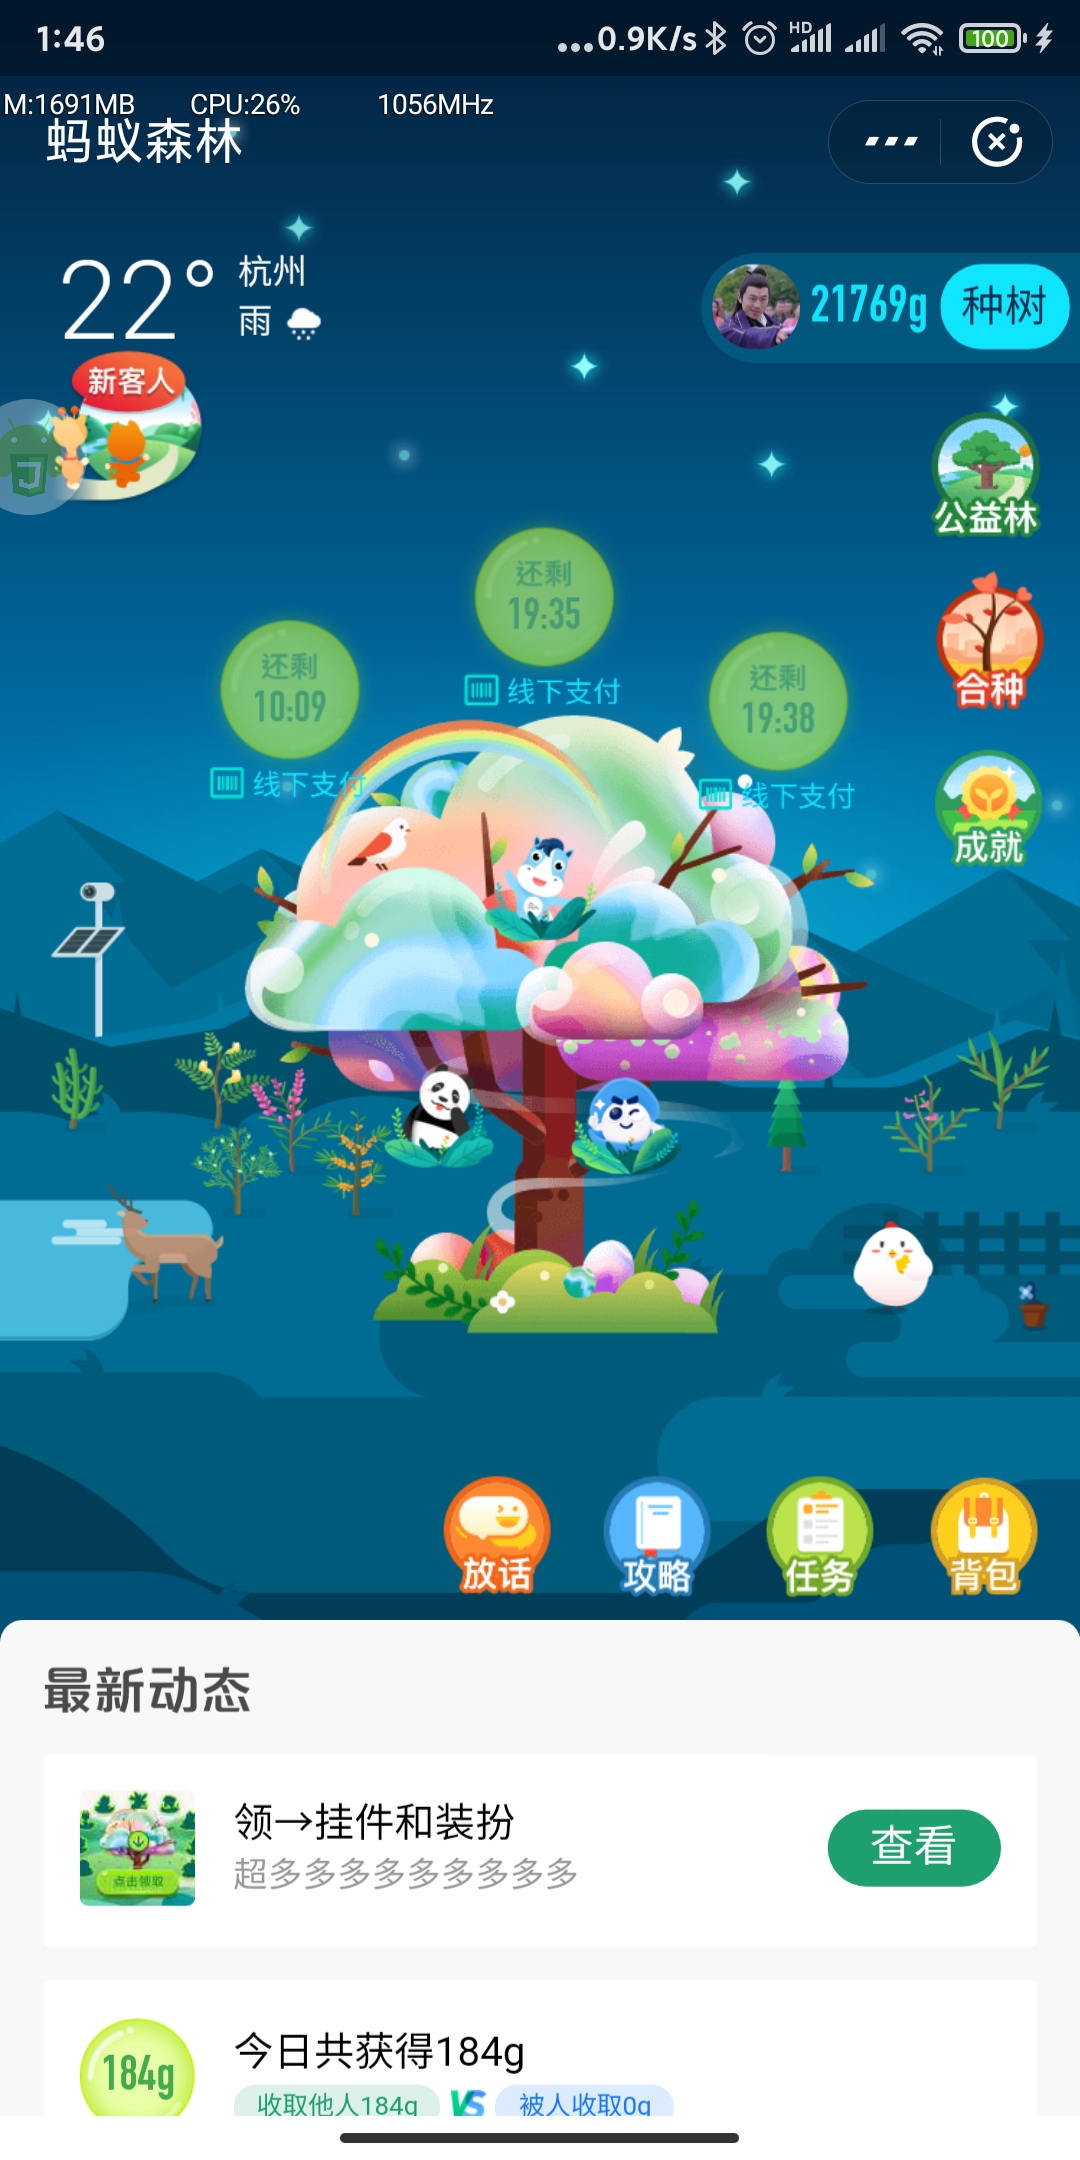 1:46
...0.9K/s
HD
100
M:1691MB CPU:26% 1056MHz
蚂蚁森林
22°
杭州
雨
21769g
种树
新客人
公益林
还剩
19:35
线下支付
还剩
10:09
线下支付
还剩
19:38
线下支付
合种
成就
放话
攻略
任务
背包
最新动态
点击领取
领→挂件和装扮
超多多多多多多多多多
查看
184g
今日共获得184g
收取他人184g VS 被人收取0g